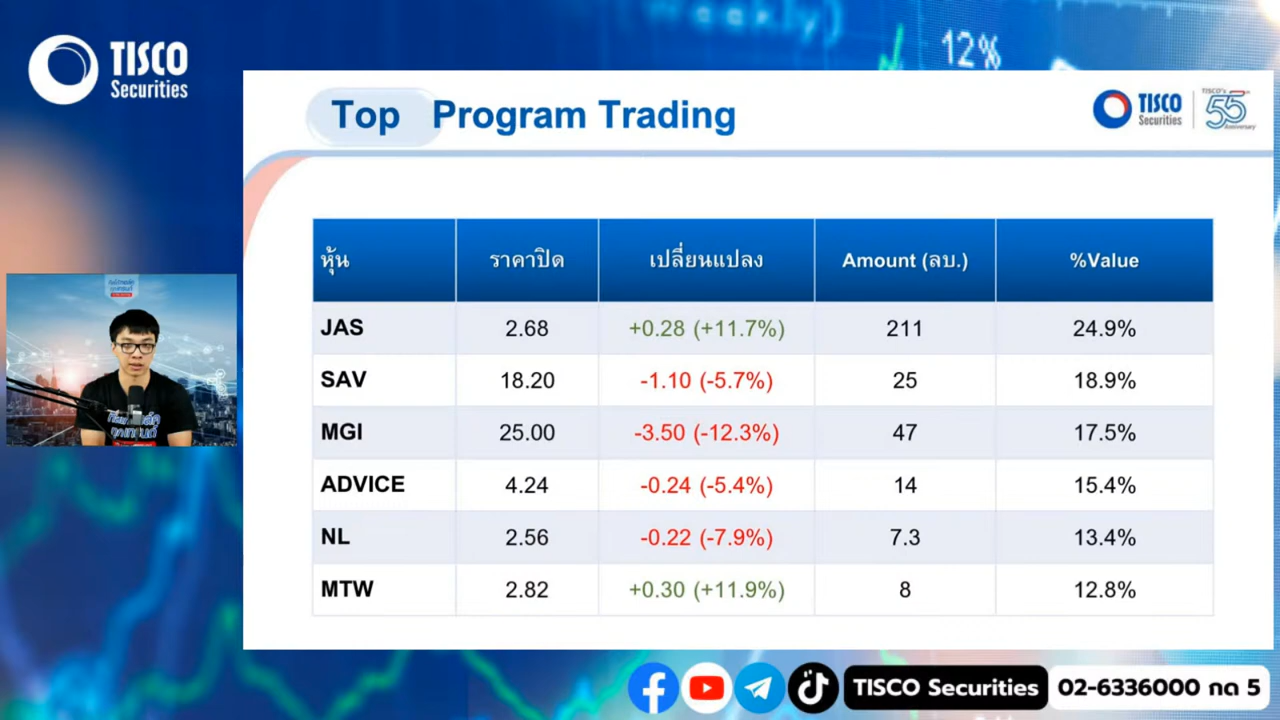 (Weekly)
12%
TISCO
Securities
Top Program Trading
TISCO
Securities
TISCO's
55
Anniversary
หุ้น ราคาปิด เปลี่ยนแปลง Amount (ลบ.) %Value
JAS 2.68 +0.28 (+11.7%) 211 24.9%
SAV 18.20 -1.10 (-5.7%) 25 18.9%
MGI 25.00 -3.50 (-12.3%) 47 17.5%
ADVICE 4.24 -0.24 (-5.4%) 14 15.4%
NL 2.56 -0.22 (-7.9%) 7.3 13.4%
MTW 2.82 +0.30 (+11.9%) 8 12.8%
TISCO Securities 02-6336000 กด 5